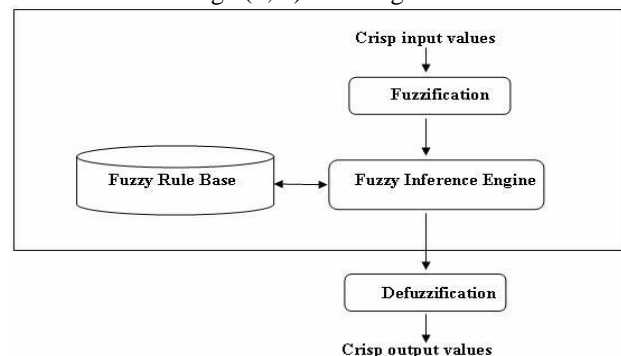 Crisp input values
Fuzzification
Fuzzy Rule Base
Fuzzy Inference Engine
Defuzzification
Crisp output values